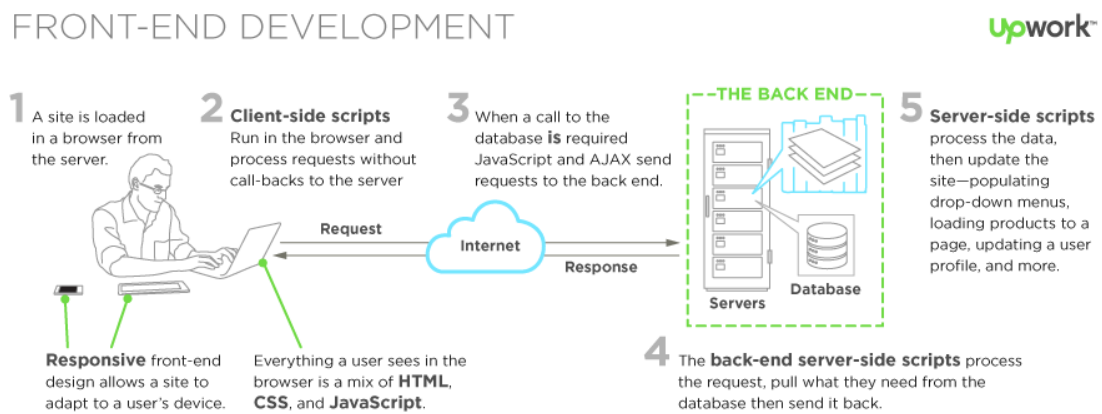 FRONT-END DEVELOPMENT
Upwork™
1
A site is loaded
in a browser from
the server.
2
Client-side scripts
Run in the browser and
process requests without
call-backs to the server
3
When a call to the
database is required
JavaScript and AJAX send
requests to the back end.
THE BACK END
5
Server-side scripts
process the data,
then update the
site—populating
drop-down menus,
loading products to a
page, updating a user
profile, and more.
Request
Internet
Response
Servers
Database
Responsive front-end
design allows a site to
adapt to a user's device.
Everything a user sees in the
browser is a mix of HTML,
CSS, and JavaScript.
4
The back-end server-side scripts process
the request, pull what they need from the
database then send it back.